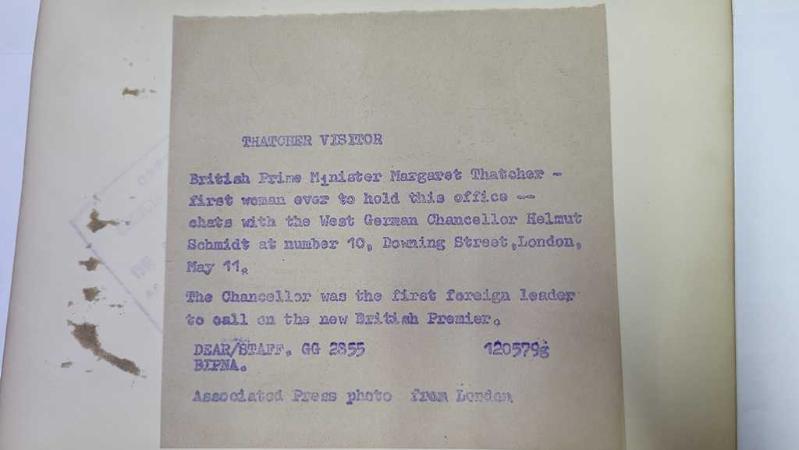 THATCHER VISITOR
British Prime Minister Margaret Thatcher -
first woman ever to hold this office --
chats with the West German Chancellor Helmut
Schmidt at number 10, Downing Street,London,
May 11.
The Chancellor was the first foreign leader
to call on the new British Premier.
DEAR/STAFF. GG 2855 120579g
BIPNA.
Associated Press photo from London